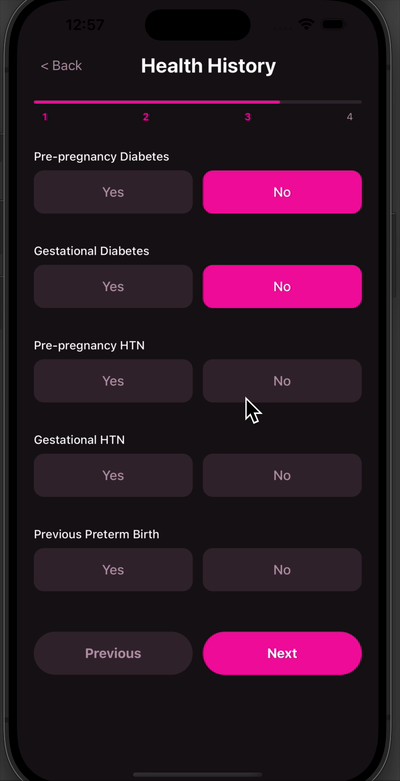 12:57
< Back
Health History
1 2 3 4
Pre-pregnancy Diabetes
Yes No
Gestational Diabetes
Yes No
Pre-pregnancy HTN
Yes No
Gestational HTN
Yes No
Previous Preterm Birth
Yes No
Previous Next